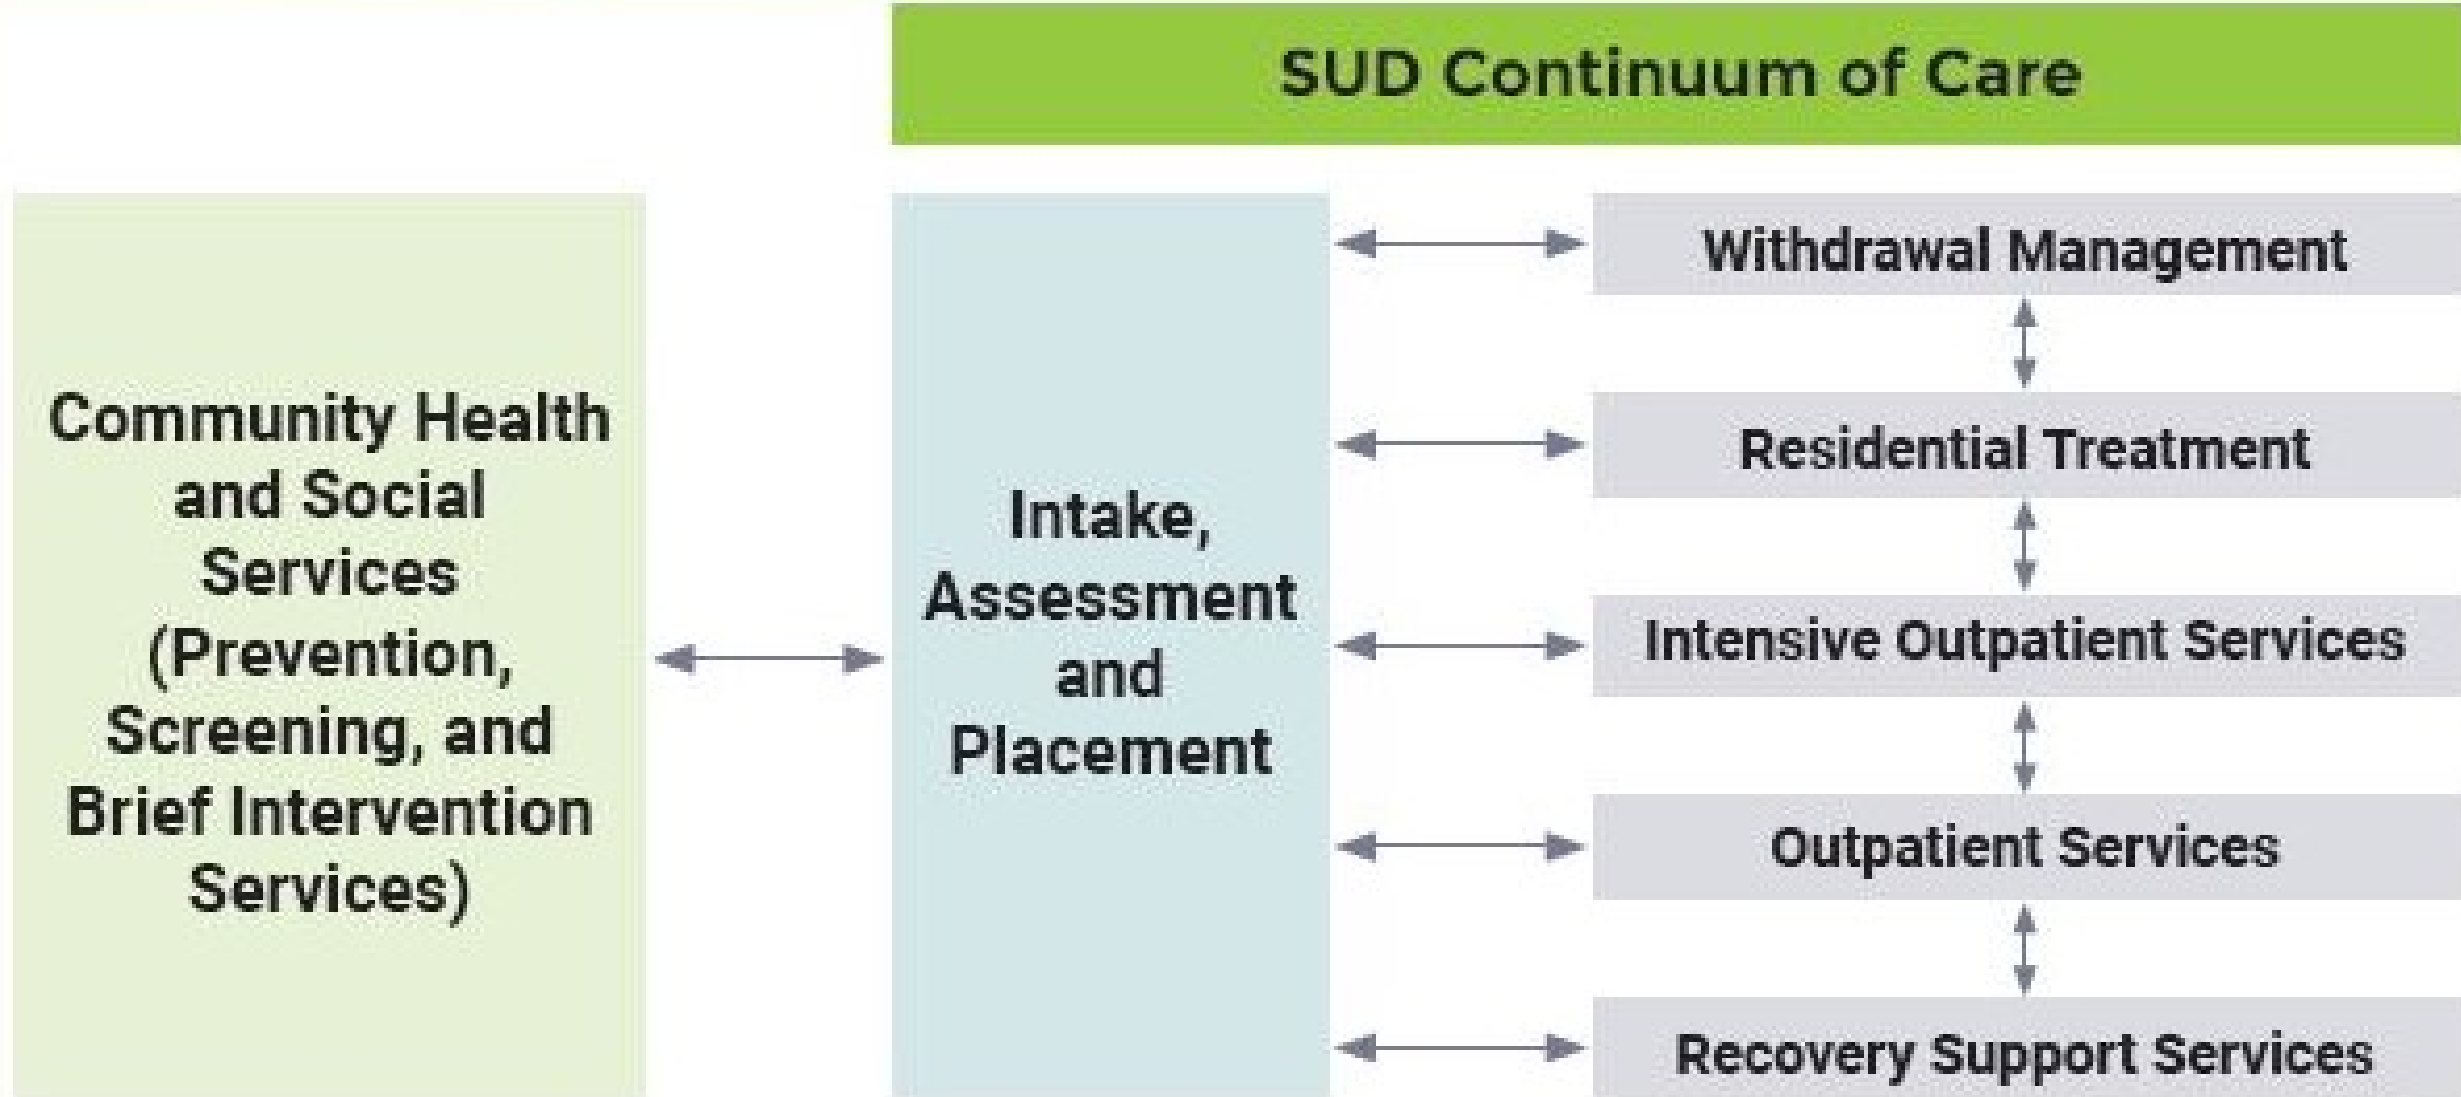 SUD Continuum of Care
Community Health
and Social
Services
(Prevention,
Screening, and
Brief Intervention
Services)
Intake,
Assessment
and
Placement
Withdrawal Management
Residential Treatment
Intensive Outpatient Services
Outpatient Services
Recovery Support Services